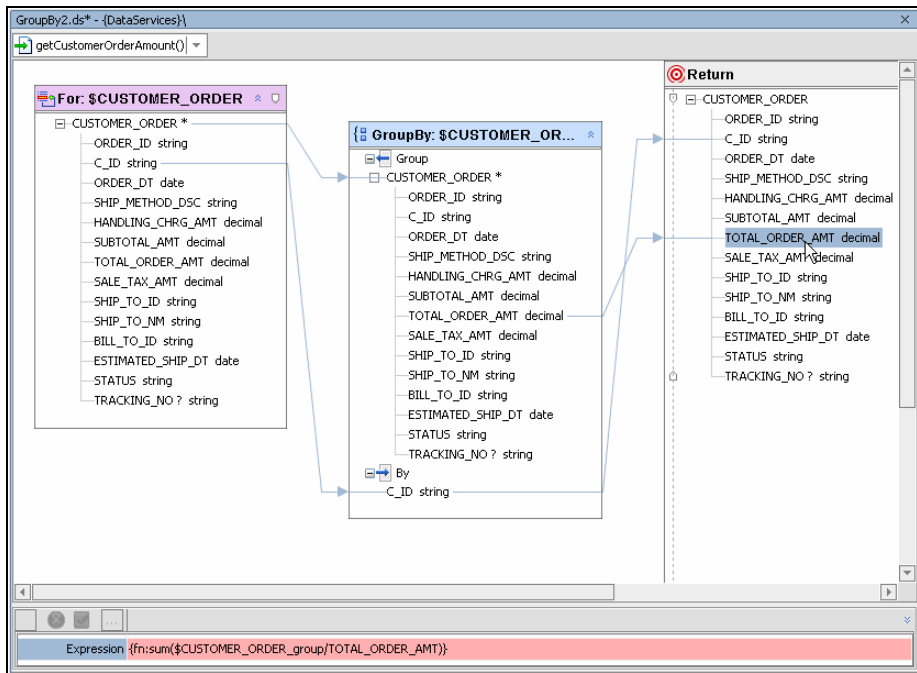 GroupBy2.ds* - {DataServices}\
getCustomerOrderAmount()
For: $CUSTOMER_ORDER
CUSTOMER_ORDER *
ORDER_ID string
C_ID string
ORDER_DT date
SHIP_METHOD_DSC string
HANDLING_CHRG_AMT decimal
SUBTOTAL_AMT decimal
TOTAL_ORDER_AMT decimal
SALE_TAX_AMT decimal
SHIP_TO_ID string
SHIP_TO_NM string
BILL_TO_ID string
ESTIMATED_SHIP_DT date
STATUS string
TRACKING_NO ? string
GroupBy: $CUSTOMER_OR...
Group
CUSTOMER_ORDER *
ORDER_ID string
C_ID string
ORDER_DT date
SHIP_METHOD_DSC string
HANDLING_CHRG_AMT decimal
SUBTOTAL_AMT decimal
TOTAL_ORDER_AMT decimal
SALE_TAX_AMT decimal
SHIP_TO_ID string
SHIP_TO_NM string
BILL_TO_ID string
ESTIMATED_SHIP_DT date
STATUS string
TRACKING_NO ? string
By
C_ID string
Return
CUSTOMER_ORDER
ORDER_ID string
C_ID string
ORDER_DT date
SHIP_METHOD_DSC string
HANDLING_CHRG_AMT decimal
SUBTOTAL_AMT decimal
TOTAL_ORDER_AMT decimal
SALE_TAX_AMT decimal
SHIP_TO_ID string
SHIP_TO_NM string
BILL_TO_ID string
ESTIMATED_SHIP_DT date
STATUS string
TRACKING_NO ? string
...
Expression {fn:sum($CUSTOMER_ORDER_group/TOTAL_ORDER_AMT)}